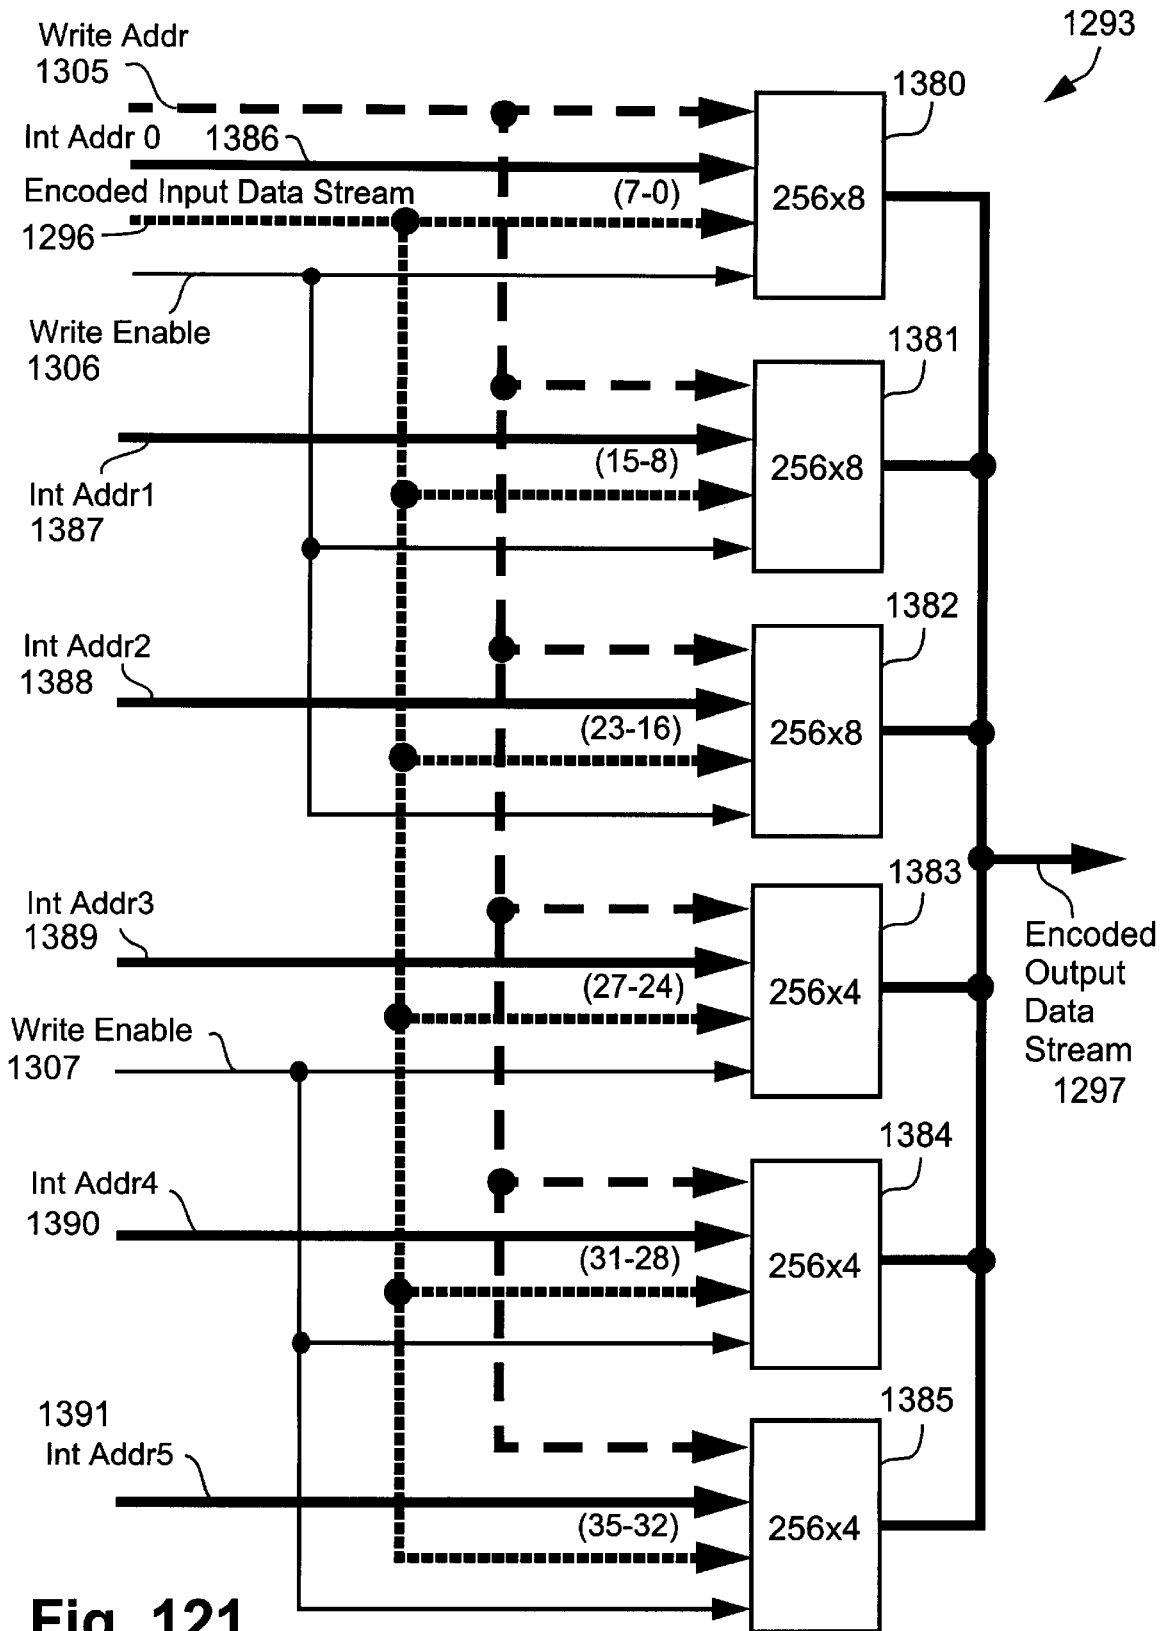 Write Addr
1305
1293
1380
Int Addr 0
1386
Encoded Input Data Stream
(7-0)
1296
256x8
Write Enable
1306
1381
(15-8)
256x8
Int Addr1
1387
1382
Int Addr2
1388
(23-16)
256x8
1383
Int Addr3
1389
(27-24)
256x4
Encoded
Output
Data
Stream
1297
Write Enable
1307
1384
Int Addr4
1390
(31-28)
256x4
1385
1391
Int Addr5
(35-32)
256x4
Fig. 121